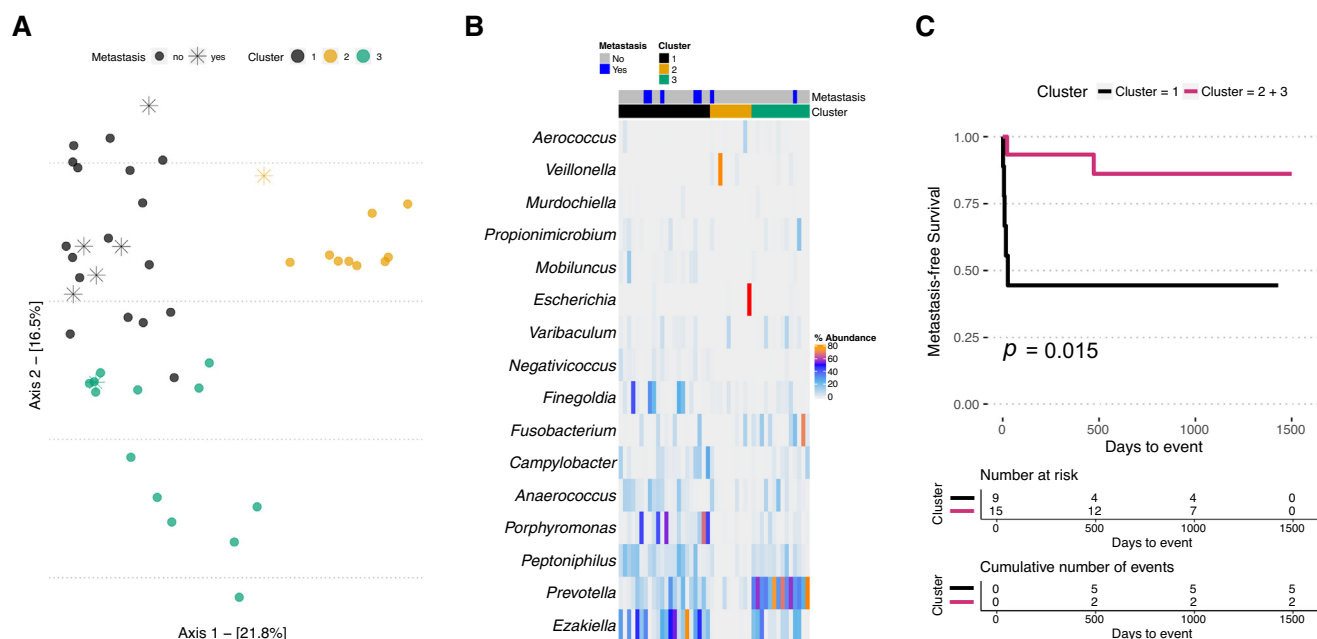 A
Metastasis no yes Cluster 1 2 3
Axis 2 – [16.5%]
Axis 1 – [21.8%]
B
Metastasis
No
Yes
Cluster
1
2
3
Metastasis
Cluster
Aerococcus
Veillonella
Murdochiella
Propionimicrobium
Mobiluncus
Escherichia
Varibaculum
Negativicoccus
Finegoldia
Fusobacterium
Campylobacter
Anaerococcus
Porphyromonas
Peptoniphilus
Prevotella
Ezakiella
% Abundance
80
60
40
20
0
C
Cluster Cluster = 1 Cluster = 2 + 3
Metastasis-free Survival
1.00
0.75
0.50
0.25
0.00
p = 0.015
0 500 1000 1500
Days to event
Number at risk
Cluster
9 4 4 0
15 12 7 0
0 500 1000 1500
Days to event
Cumulative number of events
Cluster
0 5 5 5
0 2 2 2
0 500 1000 1500
Days to event